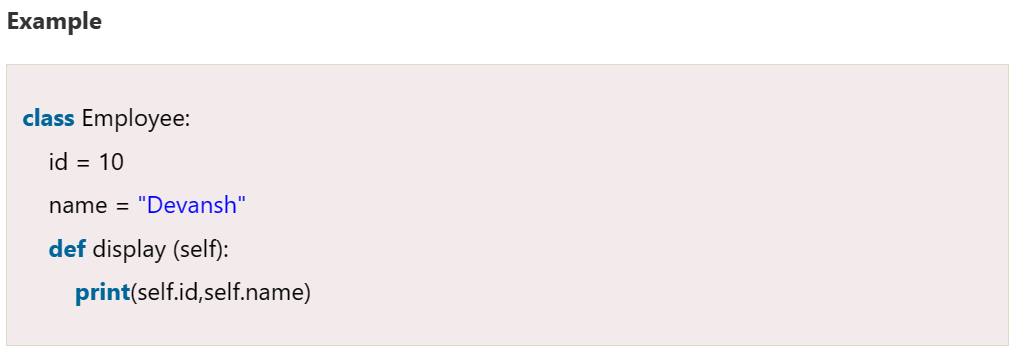 Example
class Employee:
id = 10
name = "Devansh"
def display (self):
print(self.id,self.name)